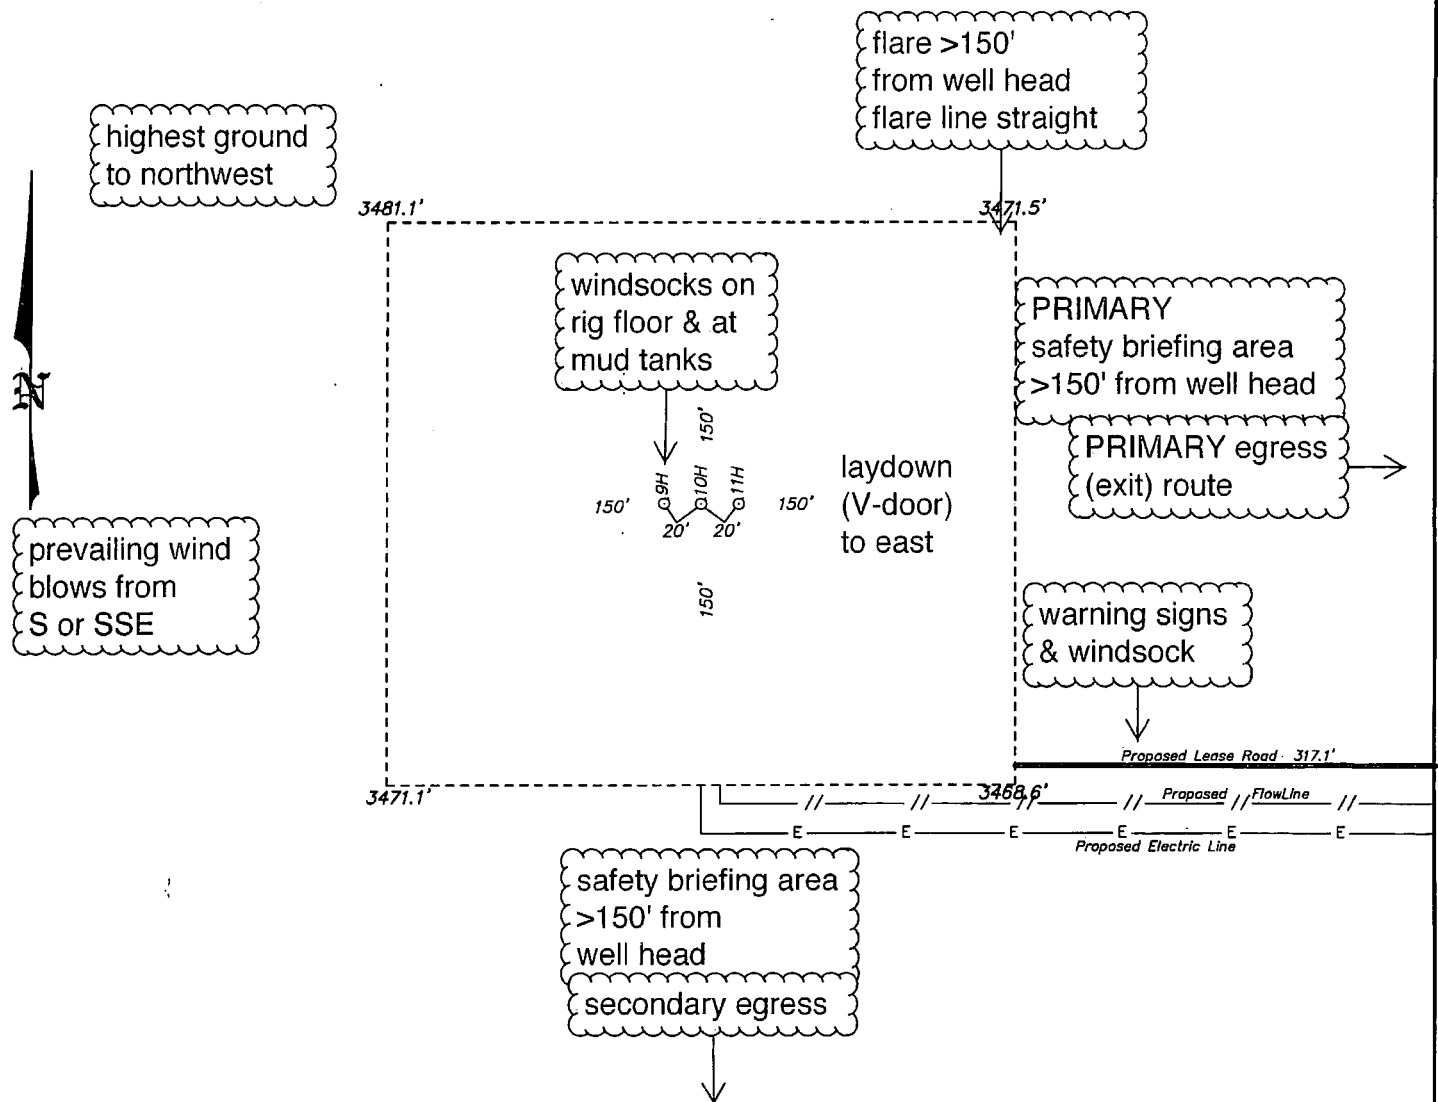 flare >150'
from well head
flare line straight
highest ground
to northwest
3481.1'
3471.5'
windsocks on
rig floor & at
mud tanks
PRIMARY
safety briefing area
>150' from well head
PRIMARY egress
(exit) route
N
150'
9H
10H
11H
150'
150'
20'
20'
150'
laydown
(V-door)
to east
prevailing wind
blows from
S or SSE
warning signs
& windsock
Proposed Lease Road 317.1'
3471.1'
3468.6'
// // // // Proposed // FlowLine //
E E E E E E
Proposed Electric Line
safety briefing area
>150' from
well head
secondary egress